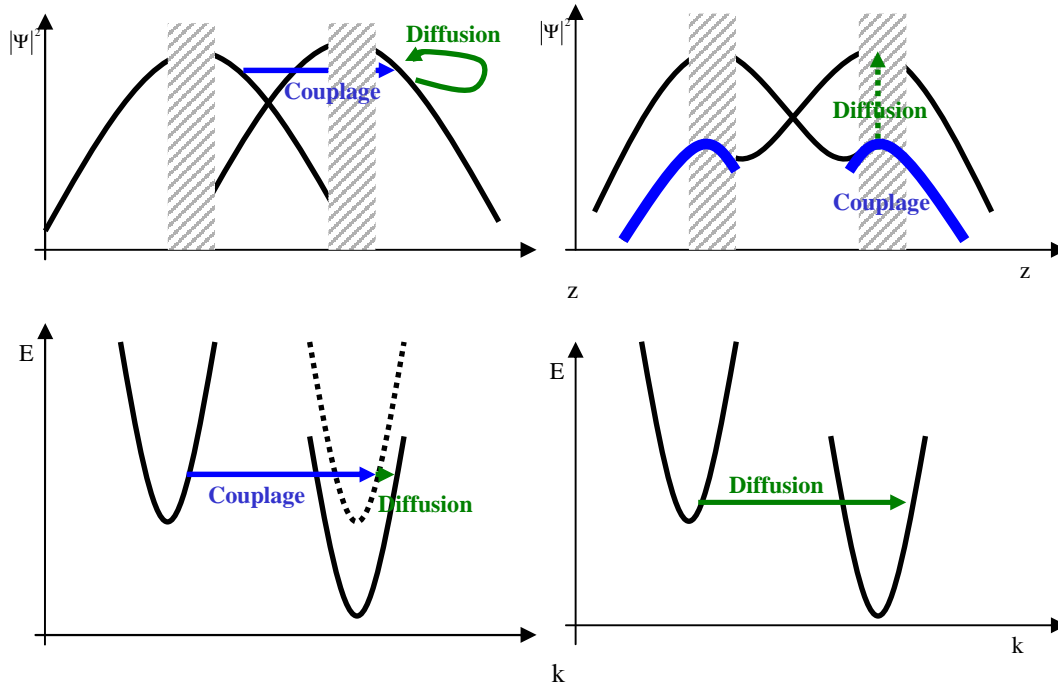 |Ψ|²
Diffusion
Couplage
z
|Ψ|²
Diffusion
Couplage
z
E
Couplage
Diffusion
k
E
Diffusion
k